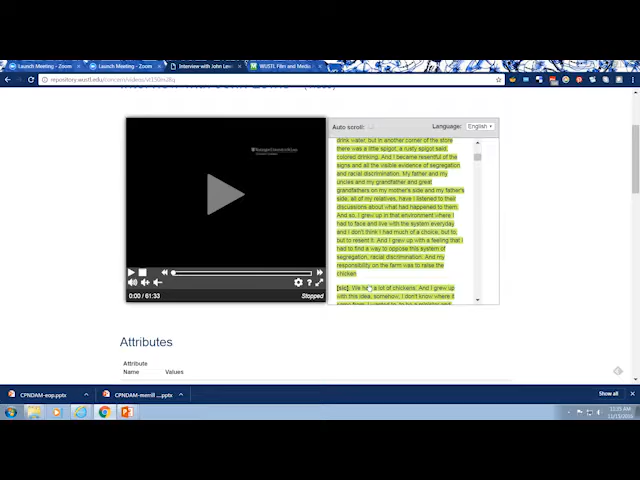 Launch Meeting - Zoom
Launch Meeting - Zoom
Interview with John Lew
WUSTL Film and Media
Auto scroll:
Language: English
drink water, but in another corner of the store
there was a little spigot, a rusty spigot said,
colored drinking. And I became resentful of the
signs and all the visible evidence of segregation
and racial discrimination. My father and my
uncles and my grandfather and great
grandfathers on my mother's side and my father's
side, all of my relatives, have I listened to their
discussions about what had happened to them.
And so, I grew up in that environment where I
had to face and live with the system everyday
and I don't think I had much of a choice, but to,
but to resent it. And I grew up with a feeling that I
had to find a way to oppose this system of
segregation, racial discrimination. And my
responsibility on the farm was to raise the
chicken
[sic]. We had a lot of chickens. And I grew up
with this idea, somehow, I don't know where it
0:00 / 61:33
Stopped
Attributes
Attribute
Name
Values
CPNDAM-eop.pptx
CPNDAM-merrill ....pptx
Show all